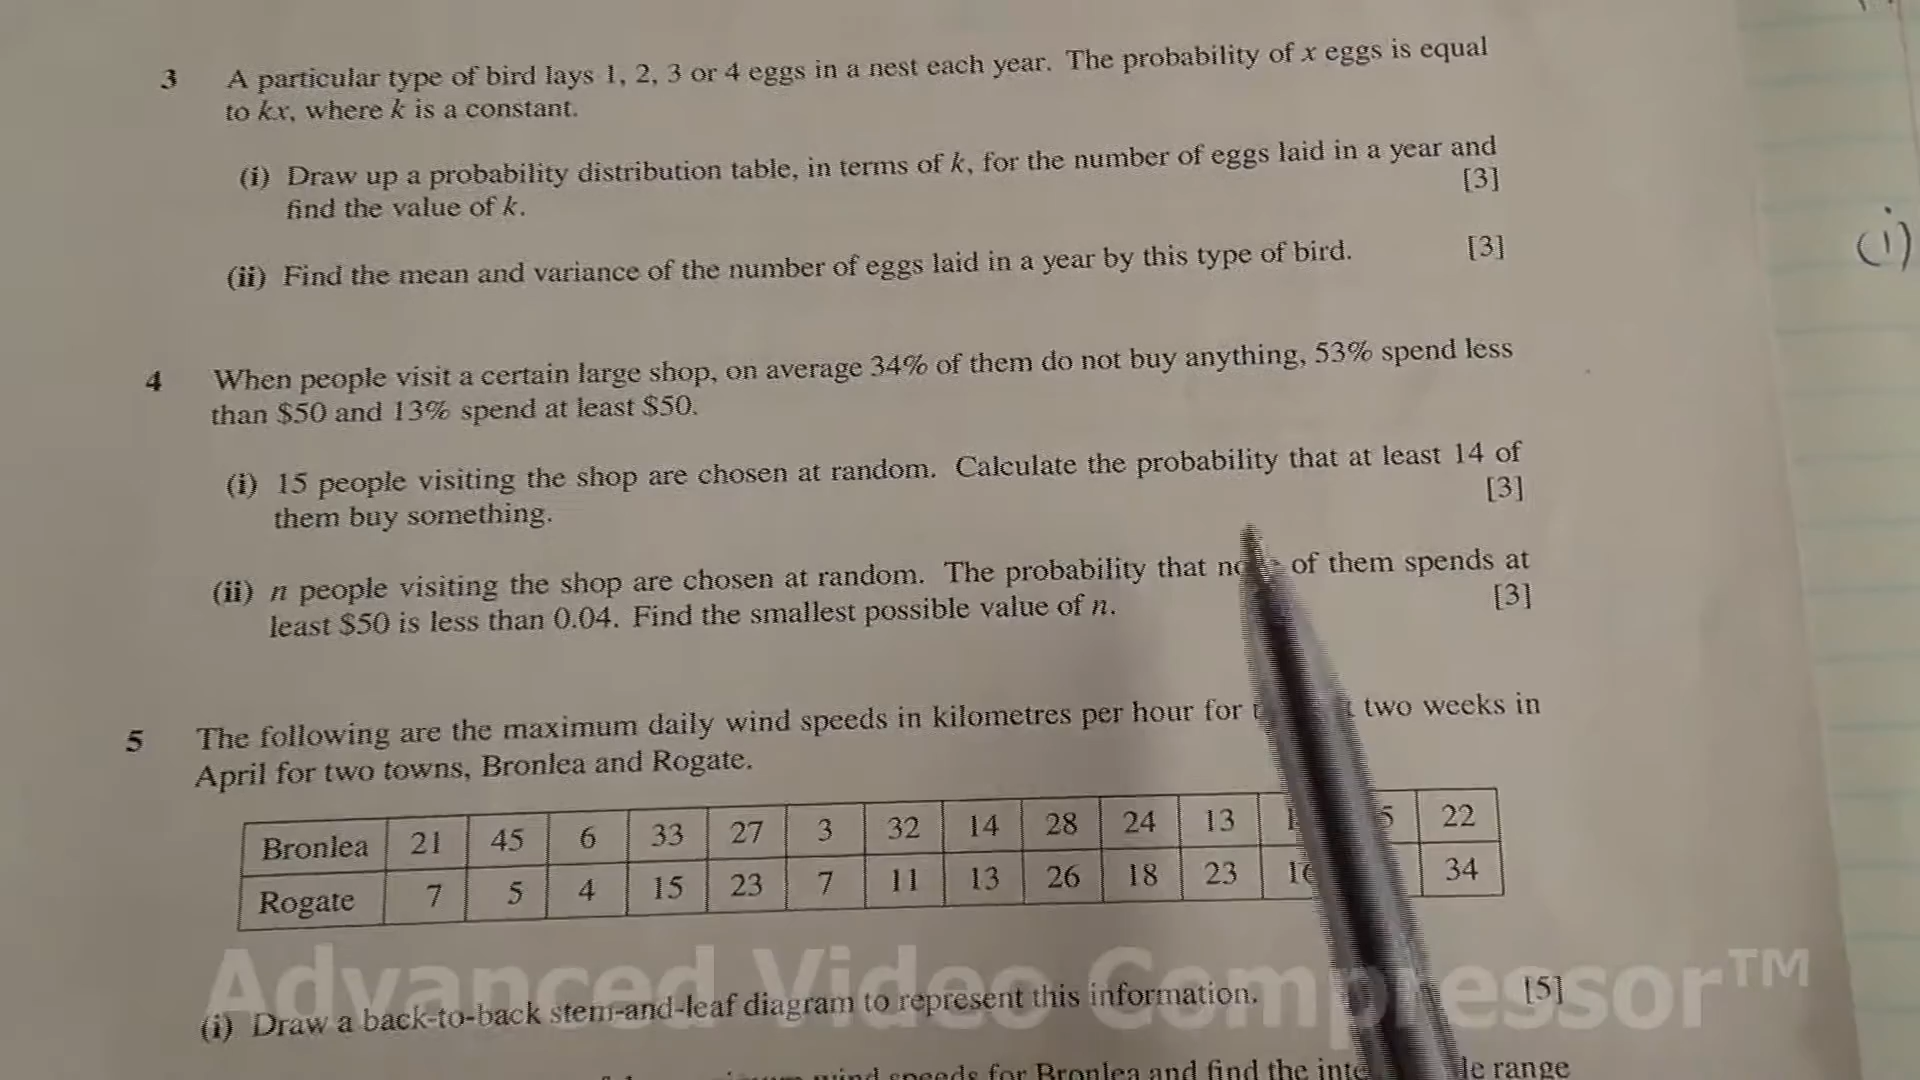 3 A particular type of bird lays 1, 2, 3 or 4 eggs in a nest each year. The probability of x eggs is equal
to kx, where k is a constant.
(i) Draw up a probability distribution table, in terms of k, for the number of eggs laid in a year and
find the value of k. [3]
(ii) Find the mean and variance of the number of eggs laid in a year by this type of bird. [3]
(i)
4 When people visit a certain large shop, on average 34% of them do not buy anything, 53% spend less
than $50 and 13% spend at least $50.
(i) 15 people visiting the shop are chosen at random. Calculate the probability that at least 14 of
them buy something. [3]
(ii) n people visiting the shop are chosen at random. The probability that of them spends at
least $50 is less than 0.04. Find the smallest possible value of n. [3]
5 The following are the maximum daily wind speeds in kilometres per hour for two weeks in
April for two towns, Bronlea and Rogate.
Bronlea 21 45 6 33 27 3 32 14 28 24 13 22
Rogate 7 5 4 15 23 7 11 13 26 18 23 34
(i) Draw a back-to-back stem-and-leaf diagram to represent this information. [5]
wind speeds for Bronlea and find the range
Advanced Video Compressor™